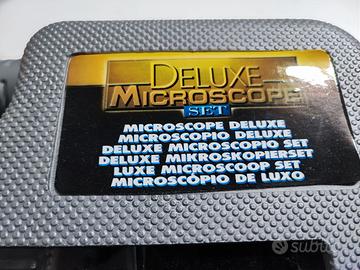 DELUXE
MICROSCOPE
SET
MICROSCOPE DELUXE
MICROSCOPIO DELUXE
DELUXE MICROSCOPIO SET
DELUXE MIKROSKOPIERSET
LUXE MICROSCOOP SET
MICROSCÓPIO DE LUXO
subito